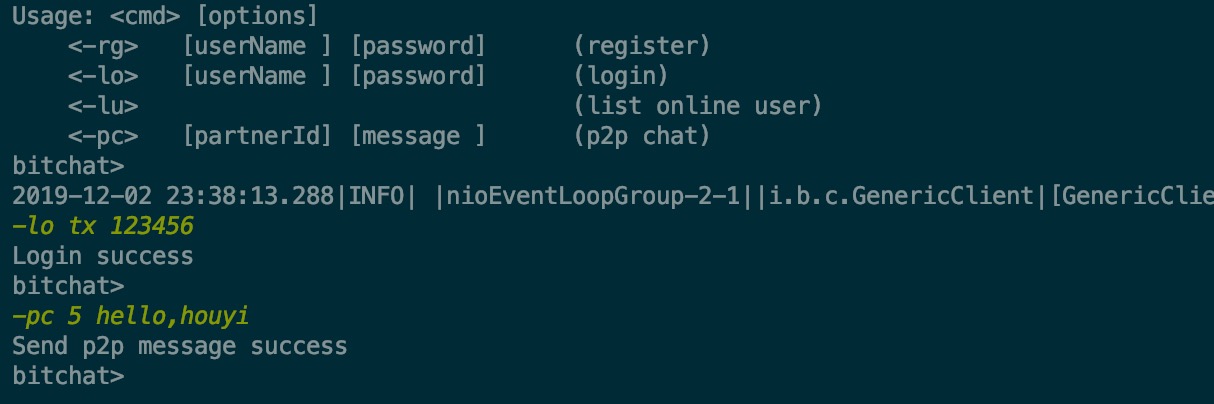 Usage: <cmd> [options]
    <-rg>   [userName ] [password]      (register)
    <-lo>   [userName ] [password]      (login)
    <-lu>                               (list online user)
    <-pc>   [partnerId] [message ]      (p2p chat)
bitchat>
2019-12-02 23:38:13.288|INFO| |nioEventLoopGroup-2-1||i.b.c.GenericClient|[GenericClie
-lo tx 123456
Login success
bitchat>
-pc 5 hello,houyi
Send p2p message success
bitchat>